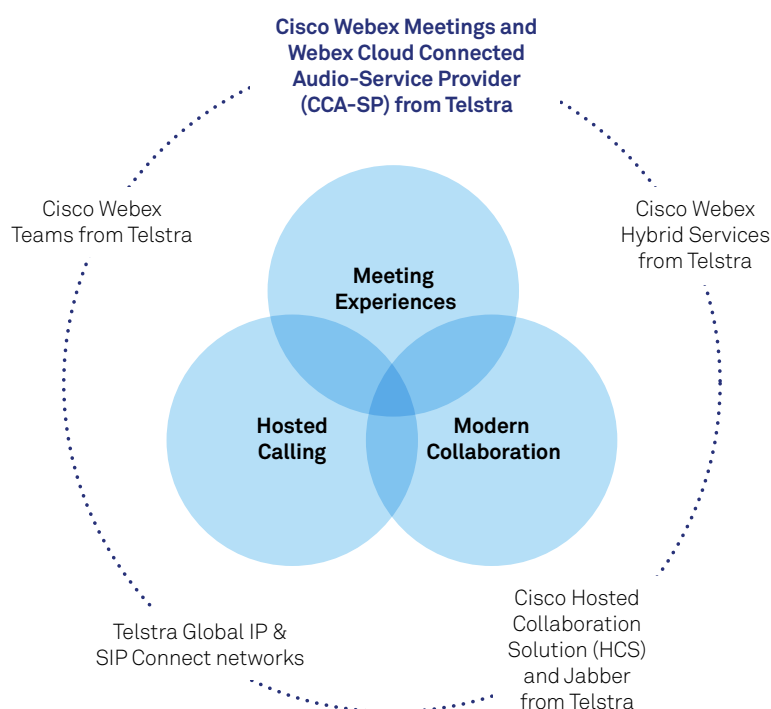 Cisco Webex Meetings and
Webex Cloud Connected
Audio-Service Provider
(CCA-SP) from Telstra
Cisco Webex
Teams from Telstra
Cisco Webex
Hybrid Services
from Telstra
Meeting
Experiences
Hosted
Calling
Modern
Collaboration
Telstra Global IP &
SIP Connect networks
Cisco Hosted
Collaboration
Solution (HCS)
and Jabber
from Telstra